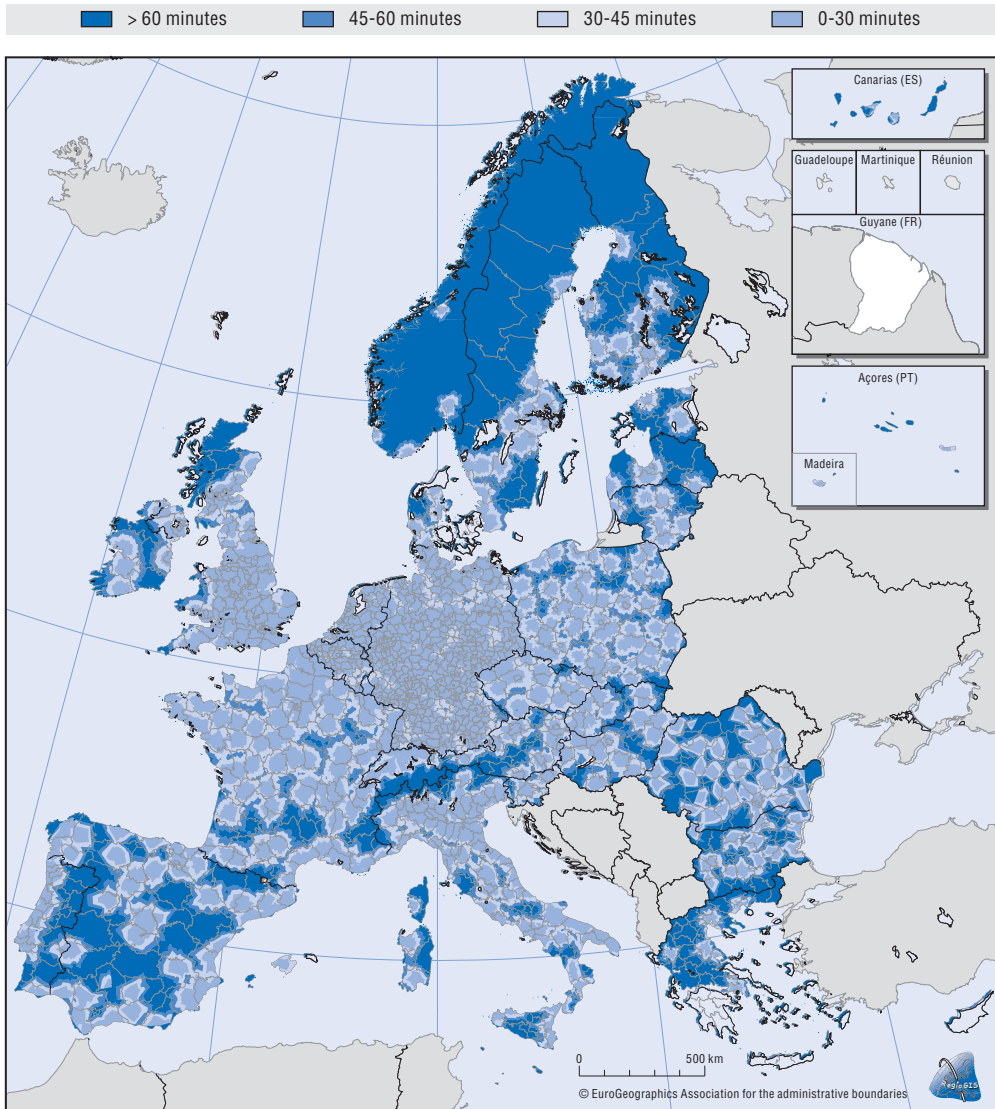 > 60 minutes 45-60 minutes 30-45 minutes 0-30 minutes
Canarias (ES)
Guadeloupe Martinique Réunion
Guyane (FR)
Açores (PT)
Madeira
0 500 km
© EuroGeographics Association for the administrative boundaries
RegioGIS